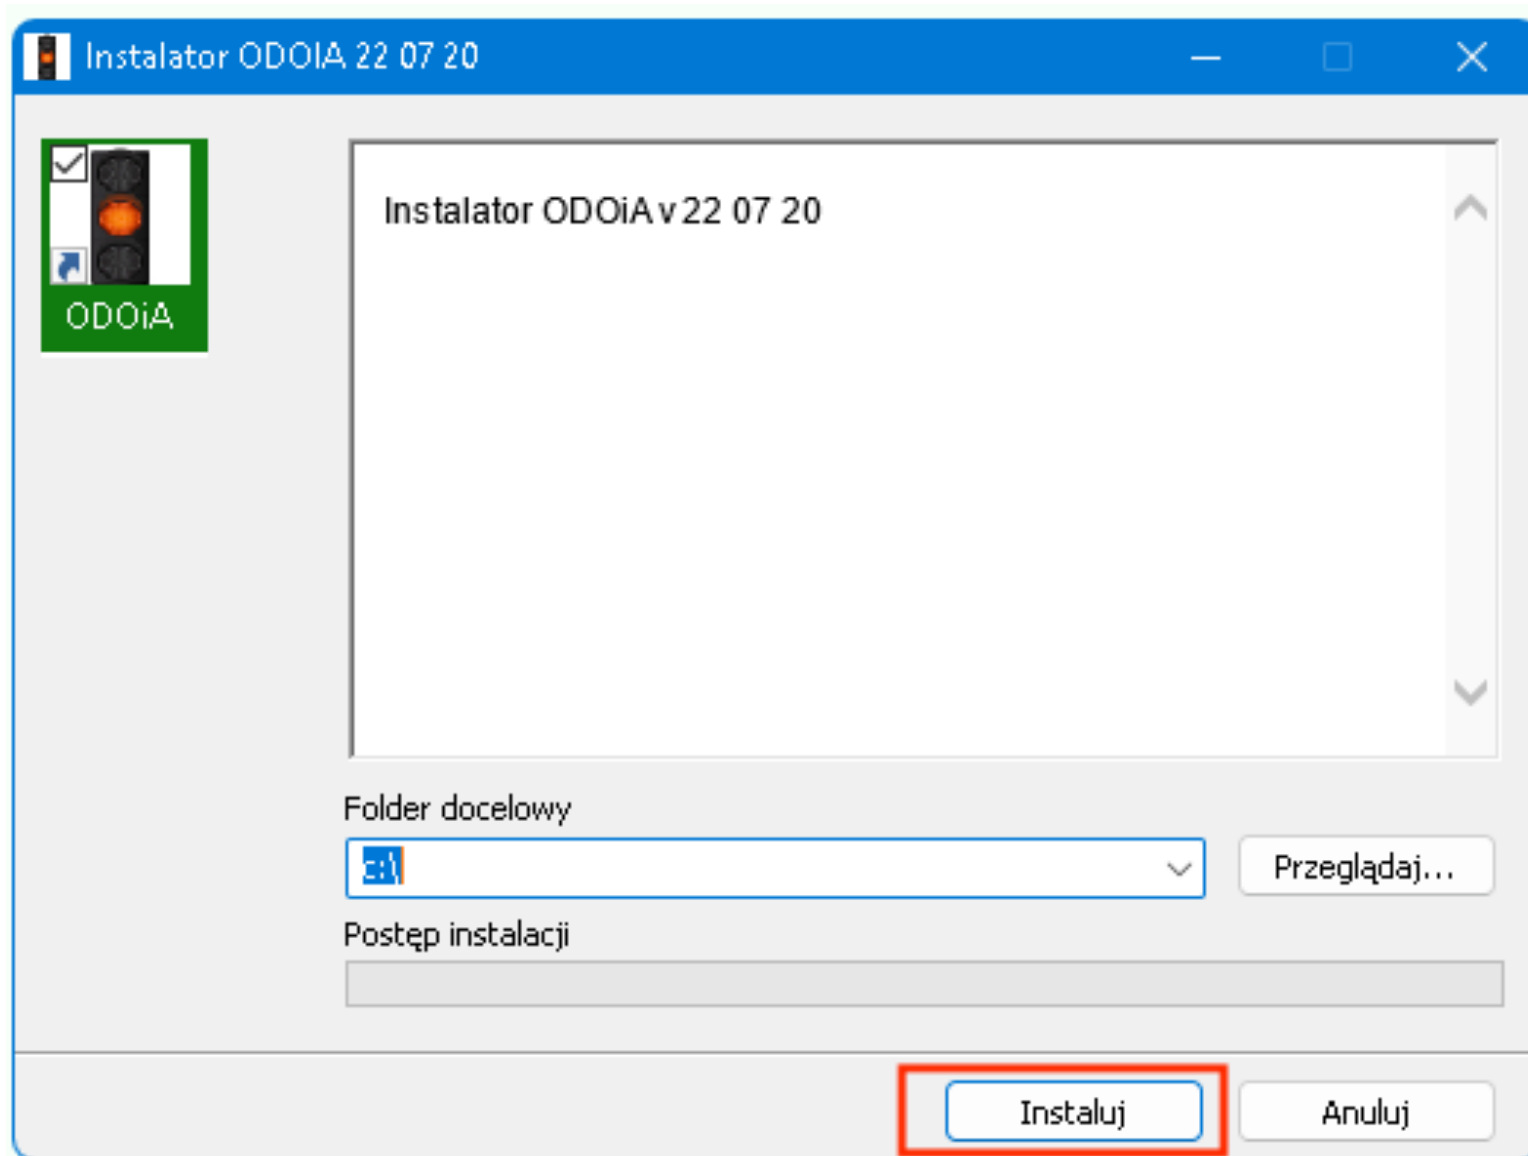 Instalator ODOIA 22 07 20
ODOiA
Instalator ODOiA v 22 07 20
Folder docelowy
c:\
Przeglądaj...
Postęp instalacji
Instaluj
Anuluj